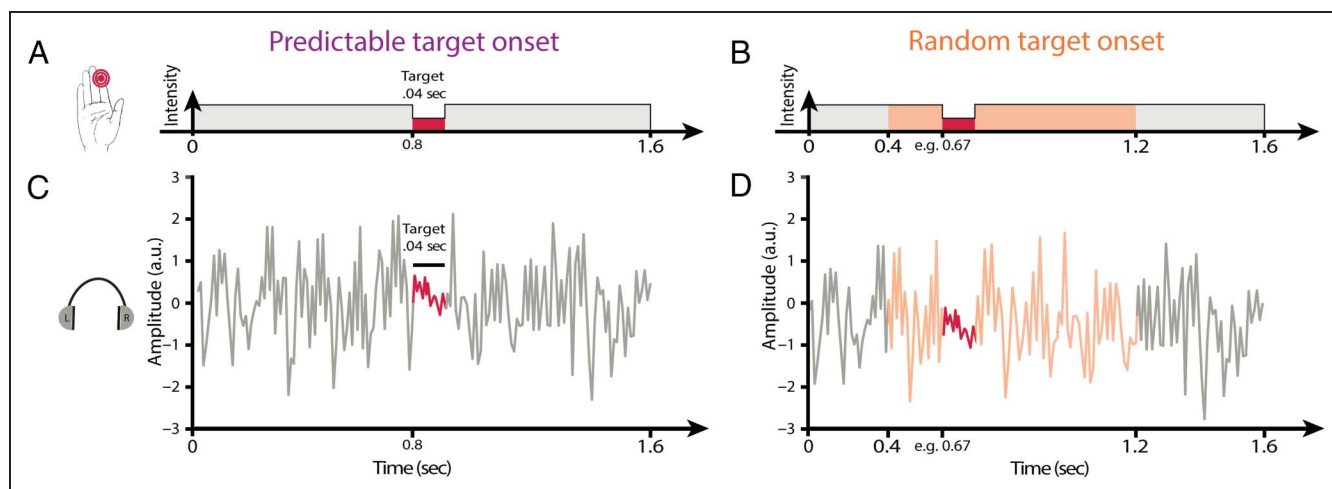 Predictable target onset
Random target onset
A
Intensity
Target
.04 sec
0
0.8
1.6
B
Intensity
0
0.4
e.g. 0.67
1.2
1.6
C
Amplitude (a.u.)
3
2
1
0
−1
−2
−3
Target
.04 sec
L
R
0
0.8
1.6
Time (sec)
D
Amplitude (a.u.)
3
2
1
0
−1
−2
−3
0
0.4
e.g. 0.67
1.2
1.6
Time (sec)